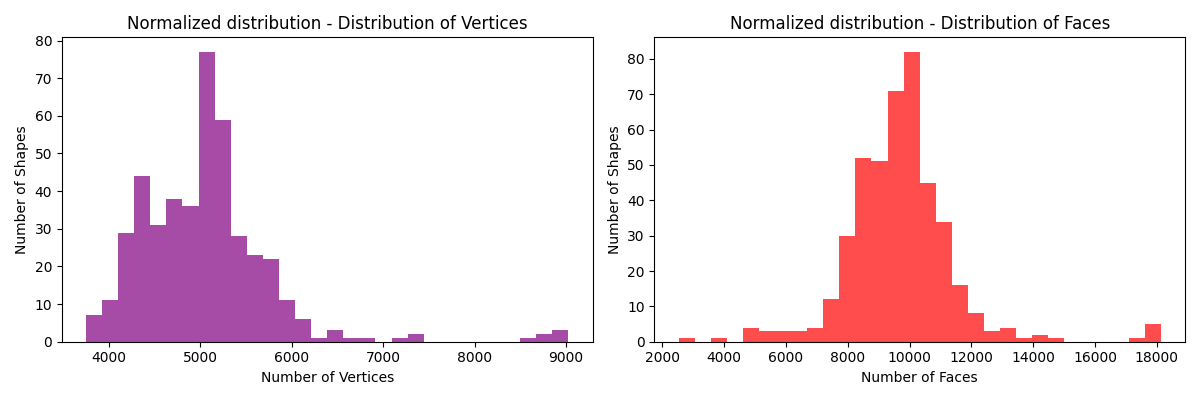 Normalized distribution - Distribution of Vertices
80
70
60
50
40
30
20
10
0
Number of Shapes
4000 5000 6000 7000 8000 9000
Number of Vertices
Normalized distribution - Distribution of Faces
80
70
60
50
40
30
20
10
0
Number of Shapes
2000 4000 6000 8000 10000 12000 14000 16000 18000
Number of Faces